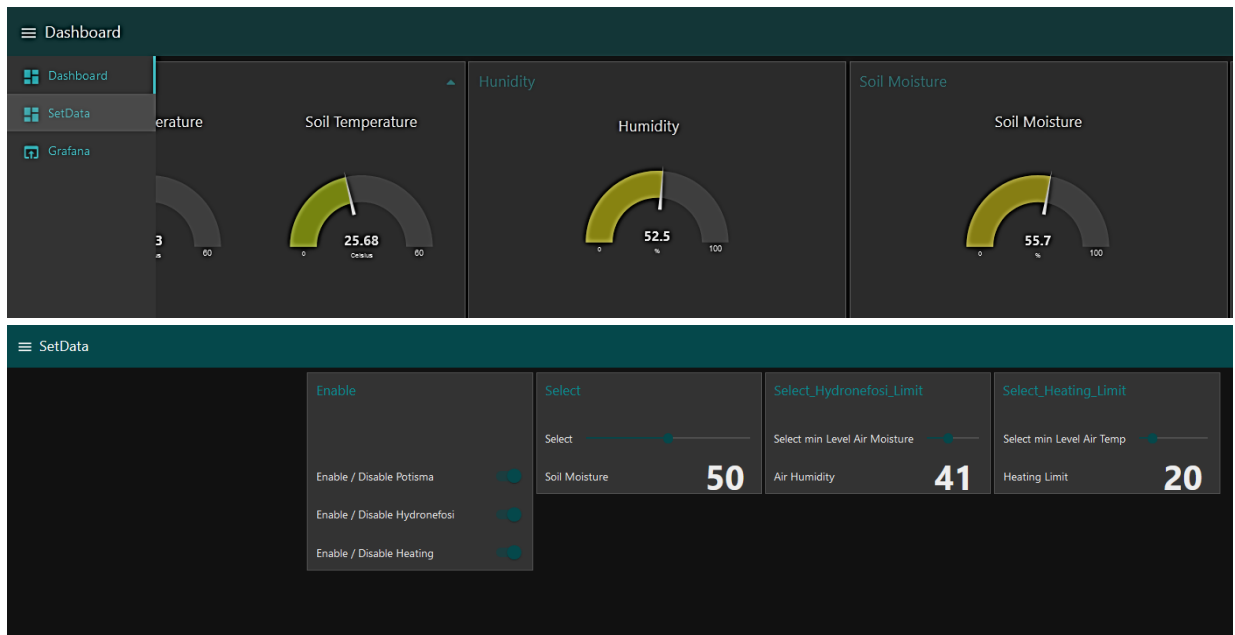 Dashboard
Dashboard
SetData
Grafana
erature
3
60
Soil Temperature
25.68
Celsius
0
60
Hunidity
Humidity
52.5
%
0
100
Soil Moisture
Soil Moisture
55.7
%
0
100
SetData
Enable
Enable / Disable Potisma
Enable / Disable Hydronefosi
Enable / Disable Heating
Select
Select
Soil Moisture 50
Select_Hydronefosi_Limit
Select min Level Air Moisture
Air Humidity 41
Select_Heating_Limit
Select min Level Air Temp
Heating Limit 20